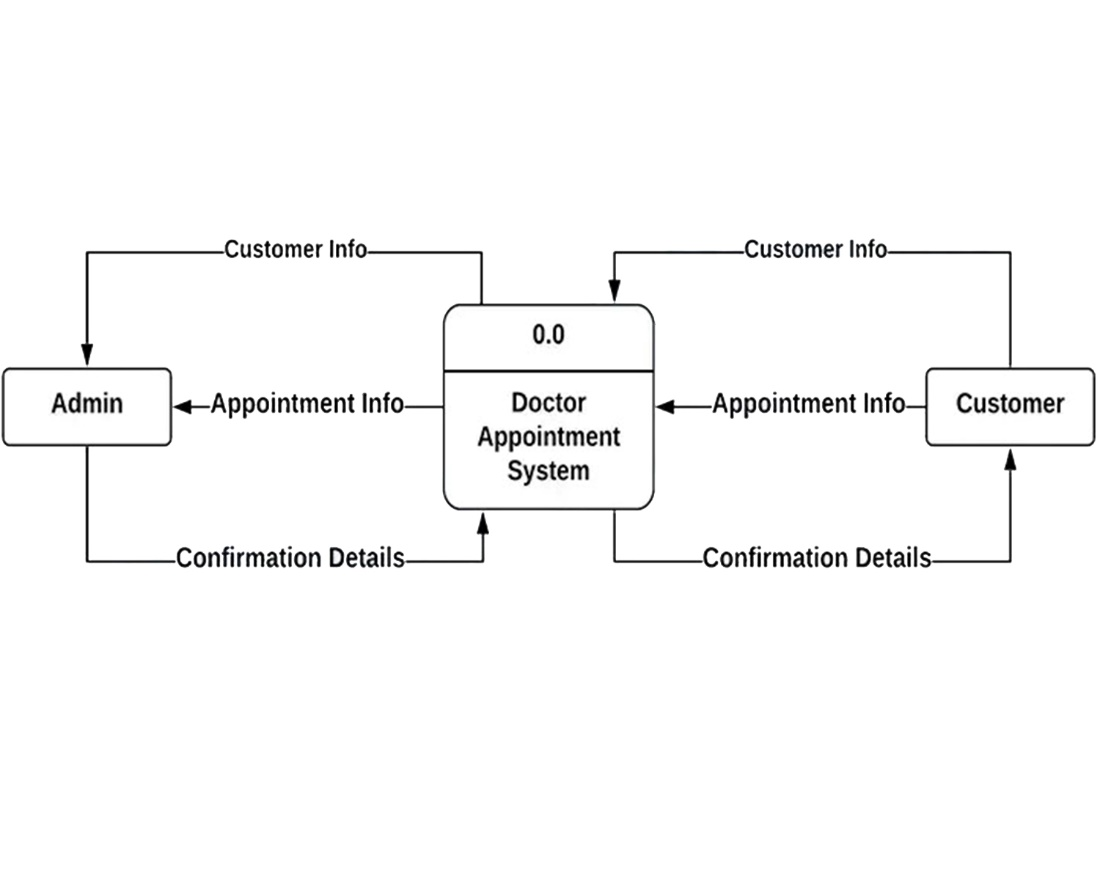 Customer Info
Customer Info
0.0
Admin
Appointment Info
Doctor
Appointment
System
Appointment Info
Customer
Confirmation Details
Confirmation Details